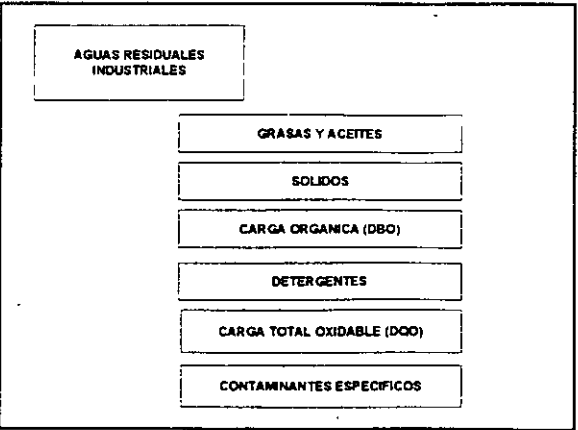 AGUAS RESIDUALES
INDUSTRIALES
GRASAS Y ACEITES
SOLIDOS
CARGA ORGANICA (DBO)
DETERGENTES
CARGA TOTAL OXIDABLE (DQO)
CONTAMINANTES ESPECIFICOS